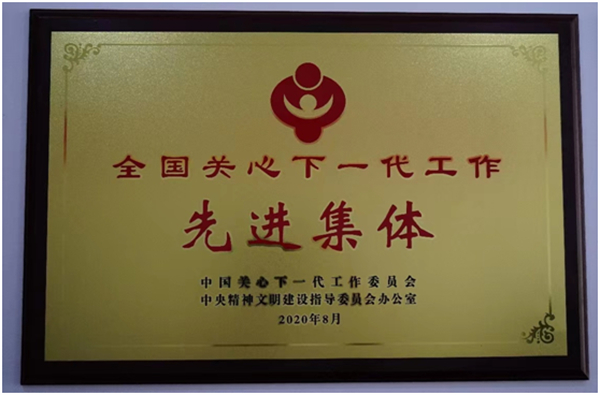 全国关心下一代工作
先进集体
中国关心下一代工作委员会
中央精神文明建设指导委员会办公室
2020年8月